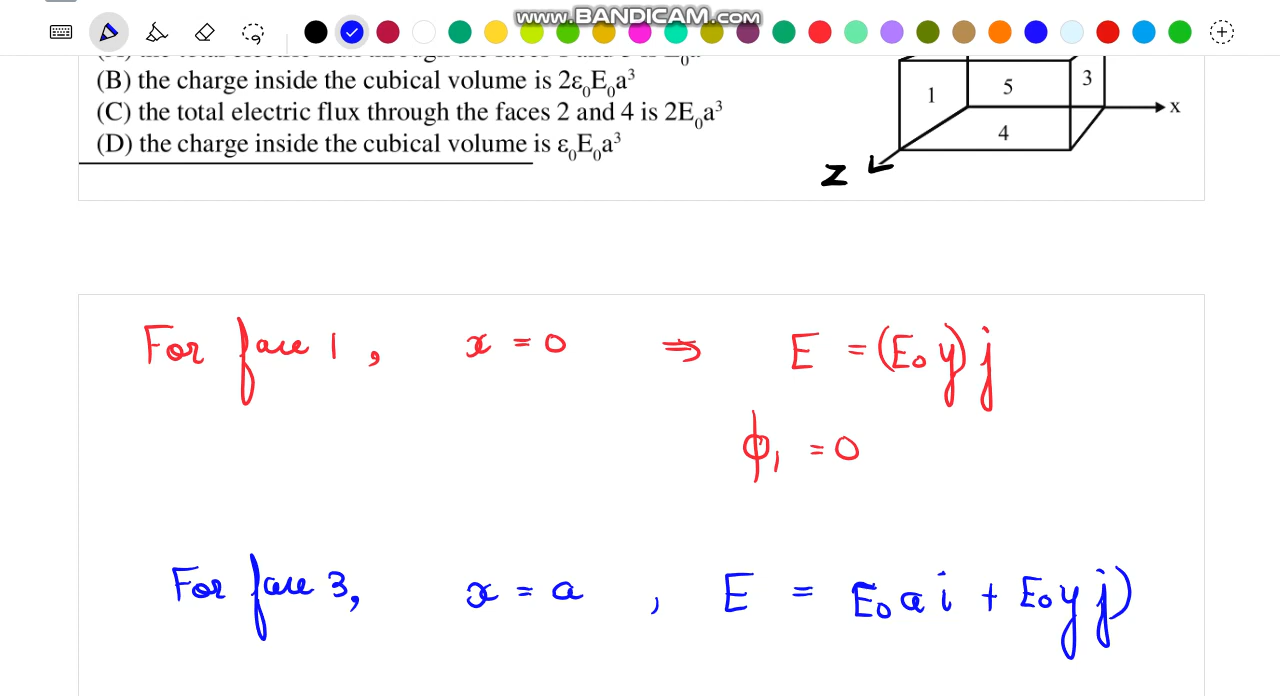 www.BANDICAM.com
(B) the charge inside the cubical volume is 2ε₀E₀a³
(C) the total electric flux through the faces 2 and 4 is 2E₀a³
(D) the charge inside the cubical volume is ε₀E₀a³
1
5
3
x
4
Z
For face 1, x = 0 ⇒ E = (E₀y)j
ϕ₁ = 0
For face 3, x = a , E = E₀ a i + E₀ y j)